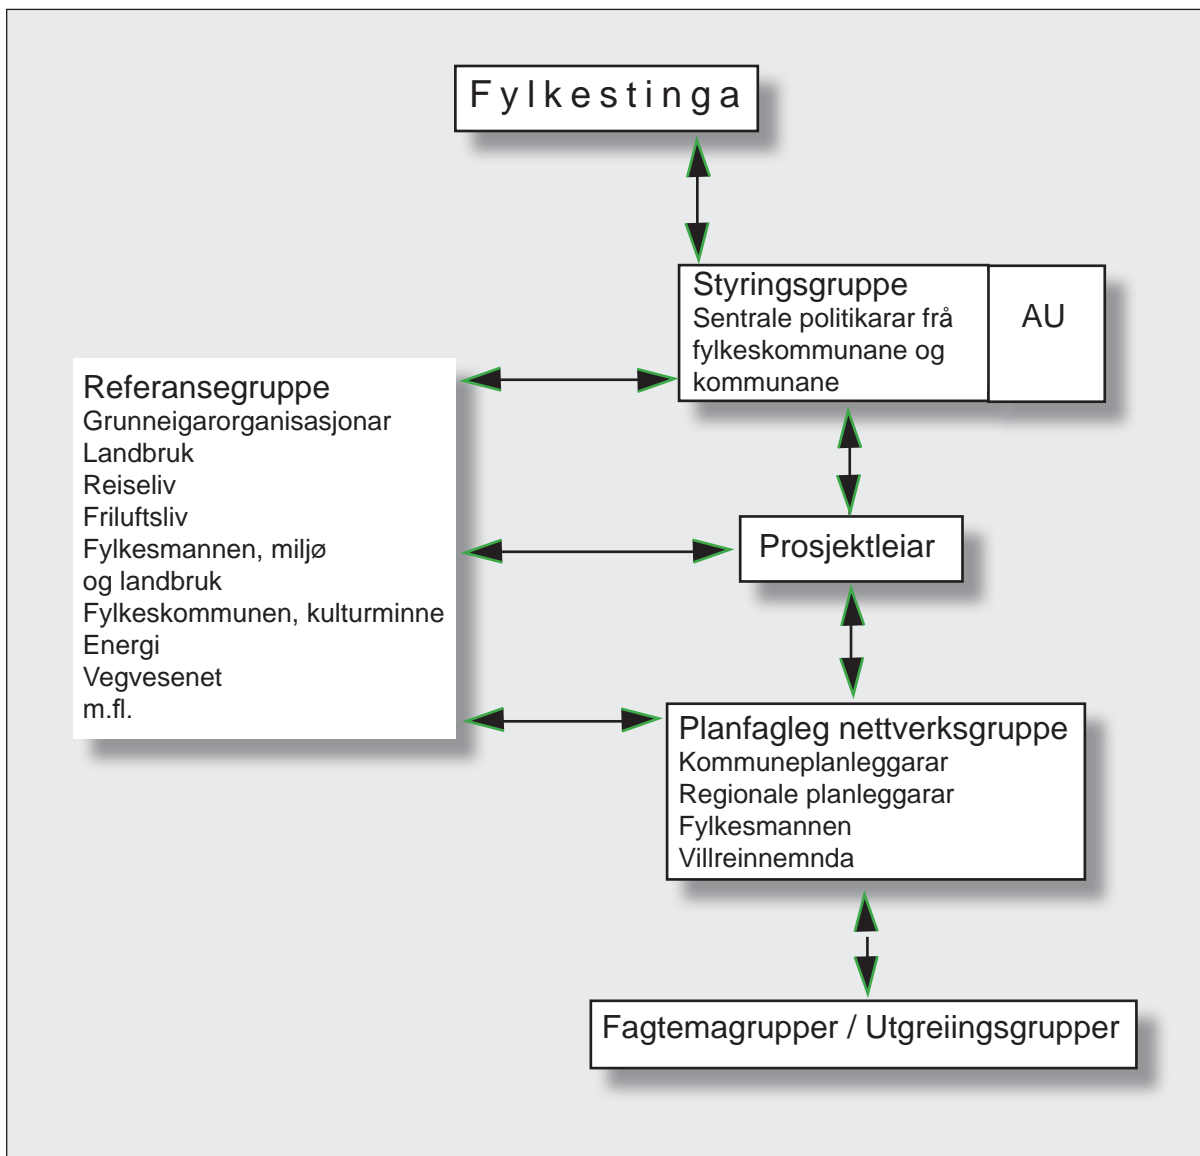 Fylkestinga
Styringsgruppe
Sentrale politikarar frå
fylkeskommunane og
kommunane
AU
Referansegruppe
Grunneigarorganisasjonar
Landbruk
Reiseliv
Friluftsliv
Fylkesmannen, miljø
og landbruk
Fylkeskommunen, kulturminne
Energi
Vegvesenet
m.fl.
Prosjektleiar
Planfagleg nettverksgruppe
Kommuneplanleggarar
Regionale planleggarar
Fylkesmannen
Villreinnemnda
Fagtemagrupper / Utgreiingsgrupper